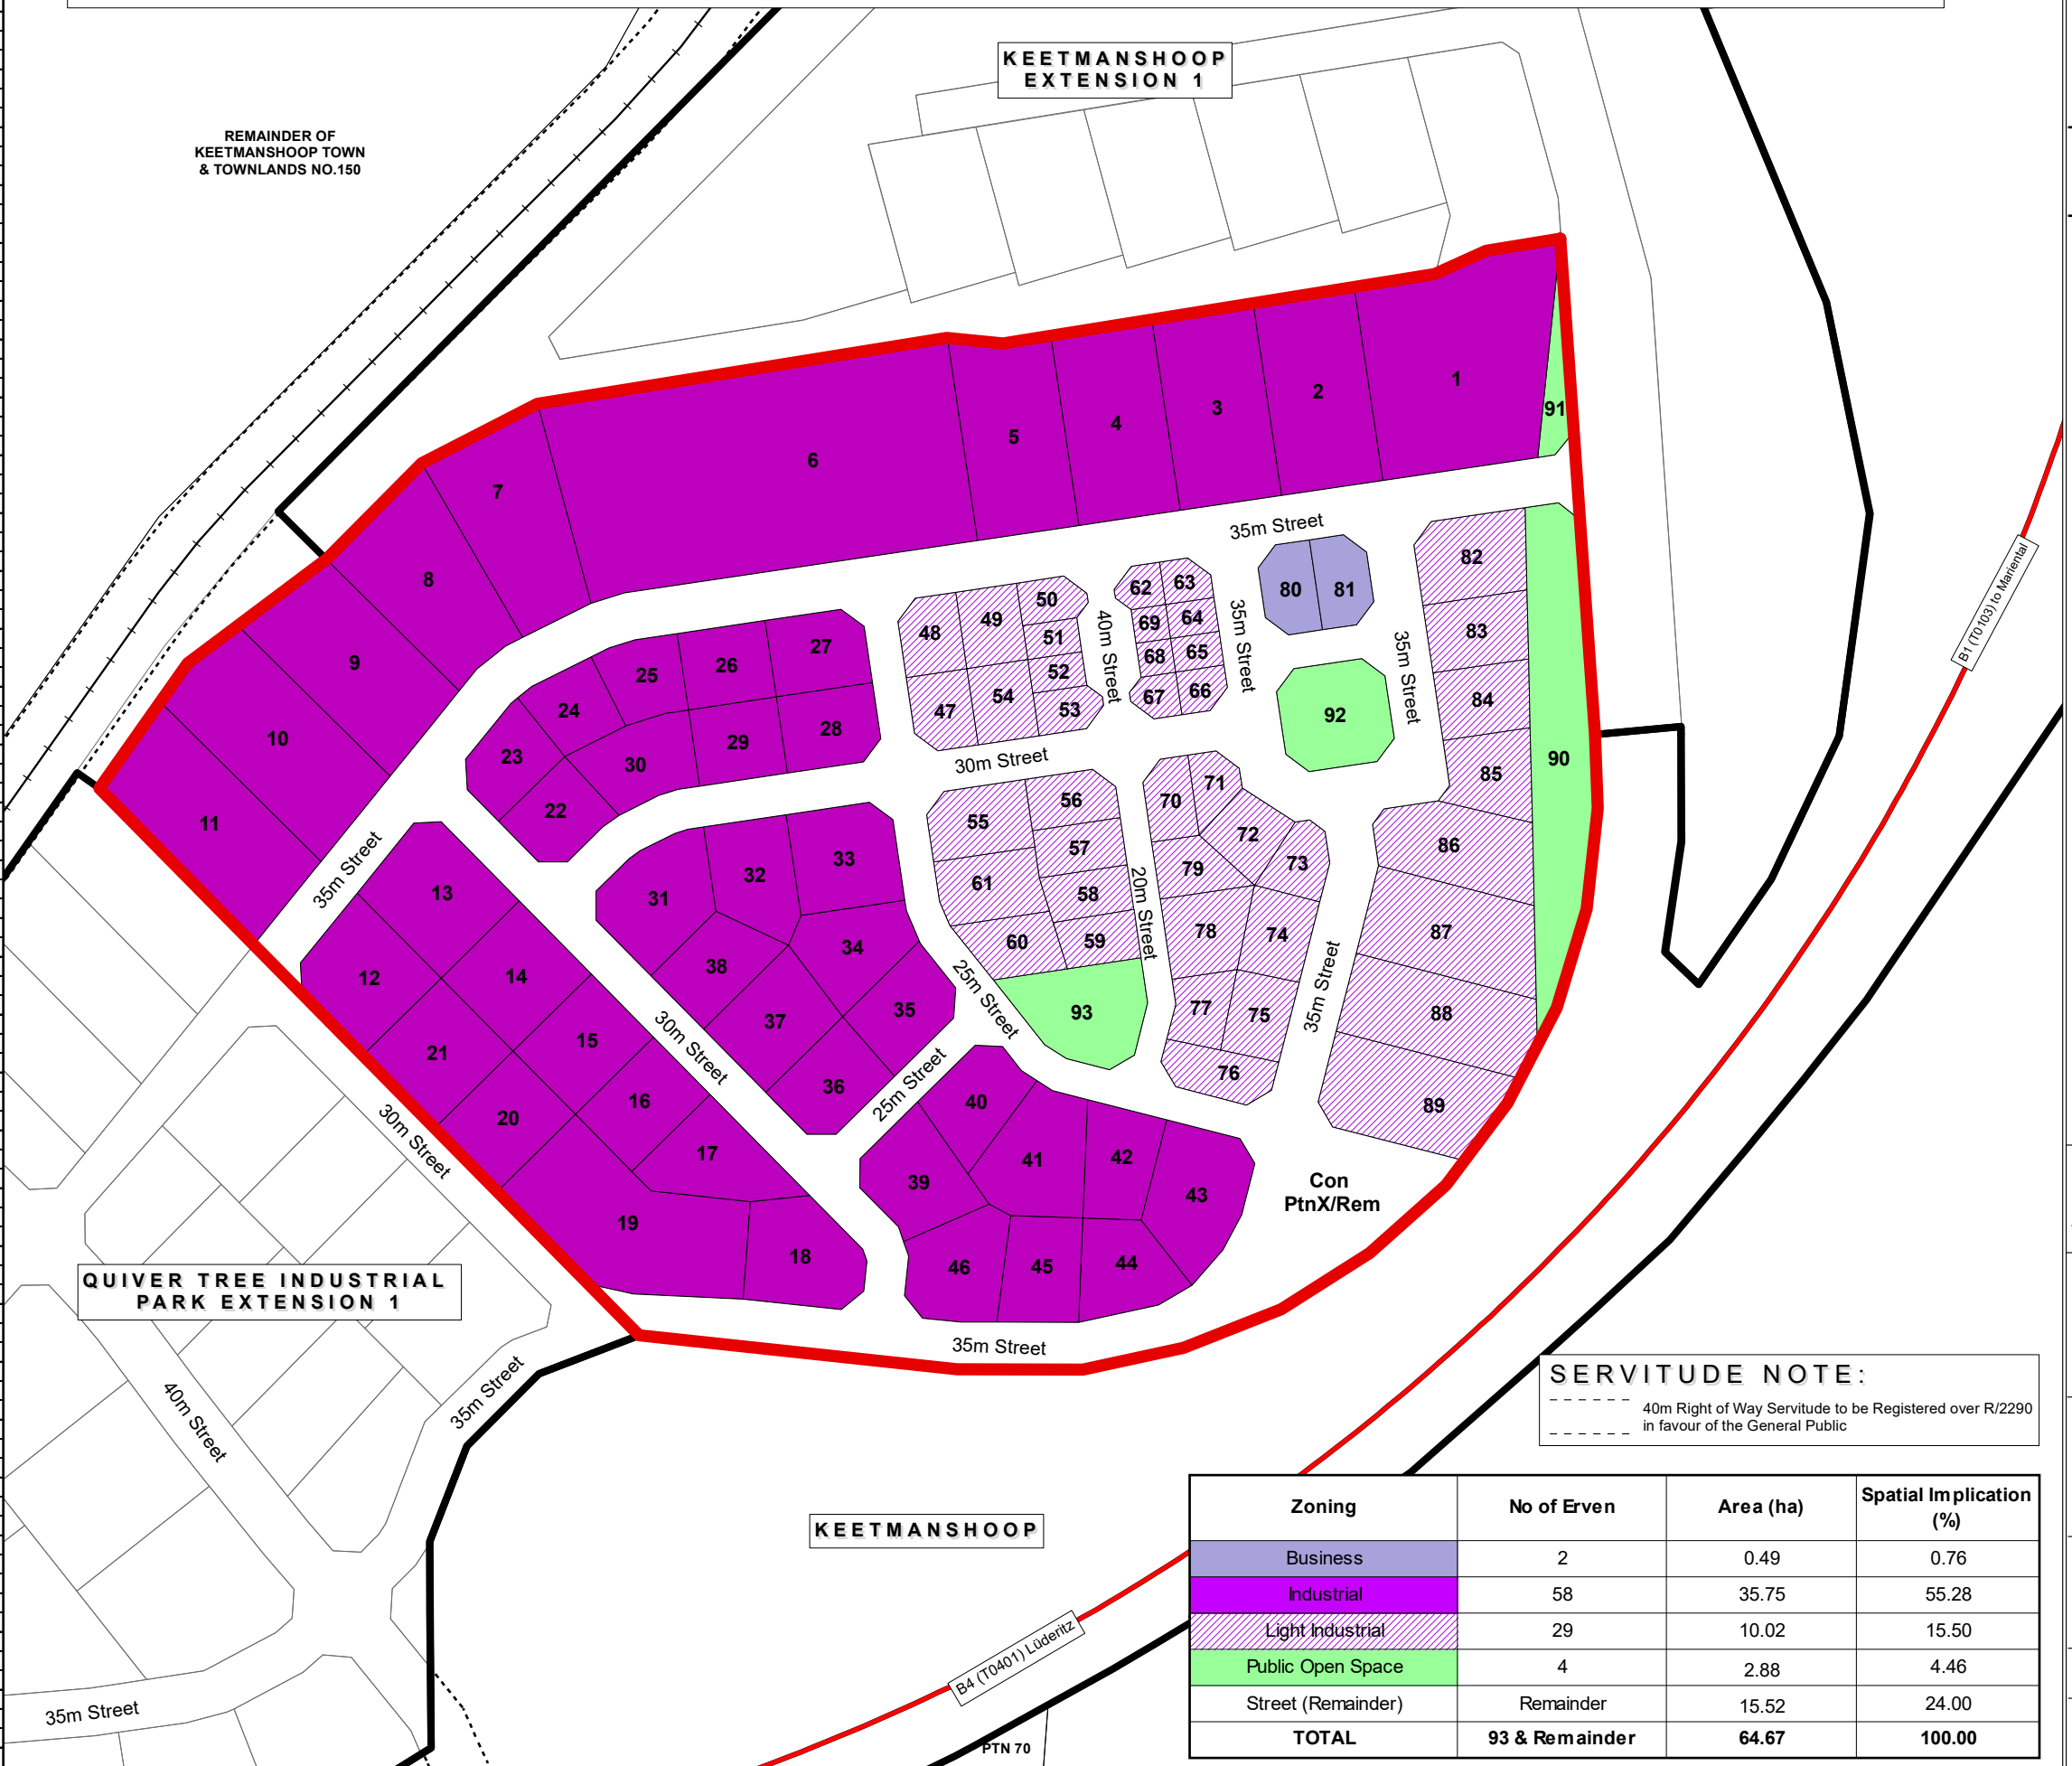 KEETMANSHOOP
EXTENSION 1
REMAINDER OF
KEETMANSHOOP TOWN
& TOWNLANDS NO.150
1
91
2
3
4
5
6
7
8
9
10
11
35m Street
B1 (T0103) to Mariental
82
83
84
85
90
80
81
35m Street
35m Street
92
62
63
69
64
68
65
67
66
40m Street
48
49
50
51
52
47
54
53
30m Street
25
26
27
24
23
30
29
28
22
35m Street
13
12
14
21
15
20
16
17
19
18
30m Street
31
32
33
34
38
37
35
36
25m Street
55
56
57
61
58
60
59
93
25m Street
20m Street
70
71
72
73
79
78
74
77
75
76
35m Street
86
87
88
89
40
39
41
42
43
46
45
44
Con
PtnX/Rem
35m Street
30m Street
QUIVER TREE INDUSTRIAL
PARK EXTENSION 1
40m Street
35m Street
35m Street
KEETMANSHOOP
B4 (T0401) Lüderitz
PTN 70
SERVITUDE NOTE:
40m Right of Way Servitude to be Registered over R/2290
in favour of the General Public
Zoning No of Erven Area (ha) Spatial Implication
(%)
Business 2 0.49 0.76
Industrial 58 35.75 55.28
Light Industrial 29 10.02 15.50
Public Open Space 4 2.88 4.46
Street (Remainder) Remainder 15.52 24.00
TOTAL 93 & Remainder 64.67 100.00